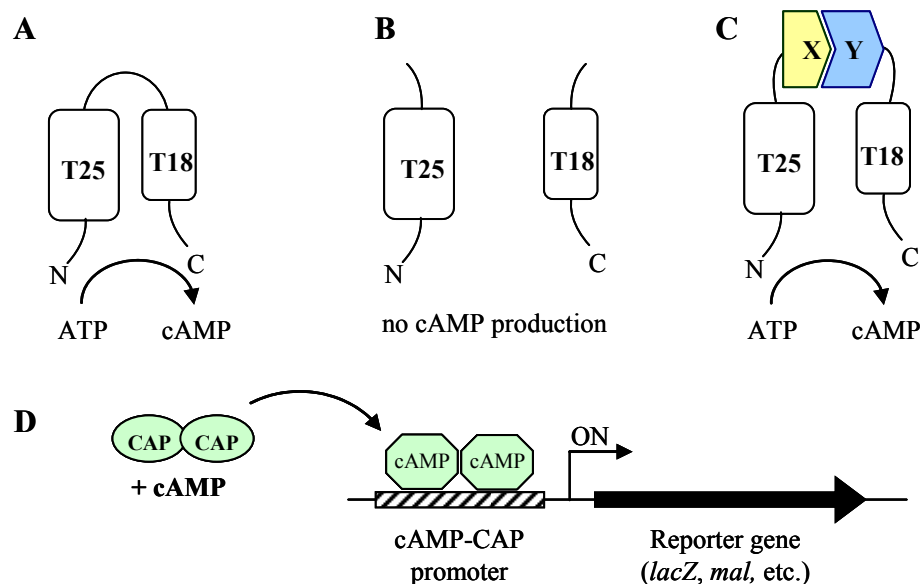 A
T25
T18
N
C
ATP
cAMP
B
T25
T18
N
C
no cAMP production
C
X
Y
T25
T18
N
C
ATP
cAMP
D
CAP
CAP
+ cAMP
cAMP
cAMP
ON
cAMP-CAP
promoter
Reporter gene
(lacZ, mal, etc.)